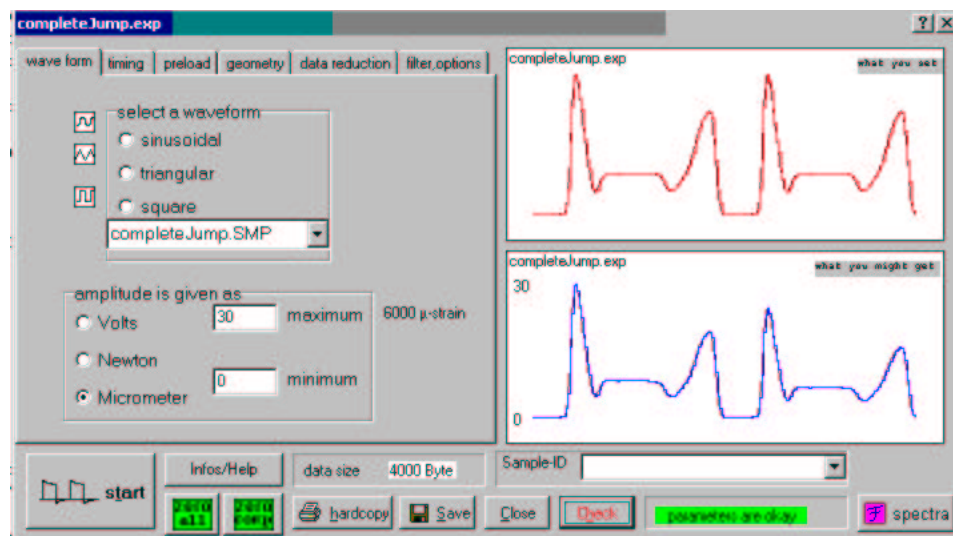 completeJump.exp
? ×
wave form timing preload geometry data reduction filter,options
select a waveform
sinusoidal
triangular
square
completeJump.SMP
amplitude is given as
Volts 30 maximum 6000 µ-strain
Newton
0 minimum
Micrometer
completeJump.exp what you set
completeJump.exp what you might get
30
0
start
Infos/Help data size 4000 Byte Sample-ID
zero all zero
hardcopy Save Close Check parameters are okay spectra